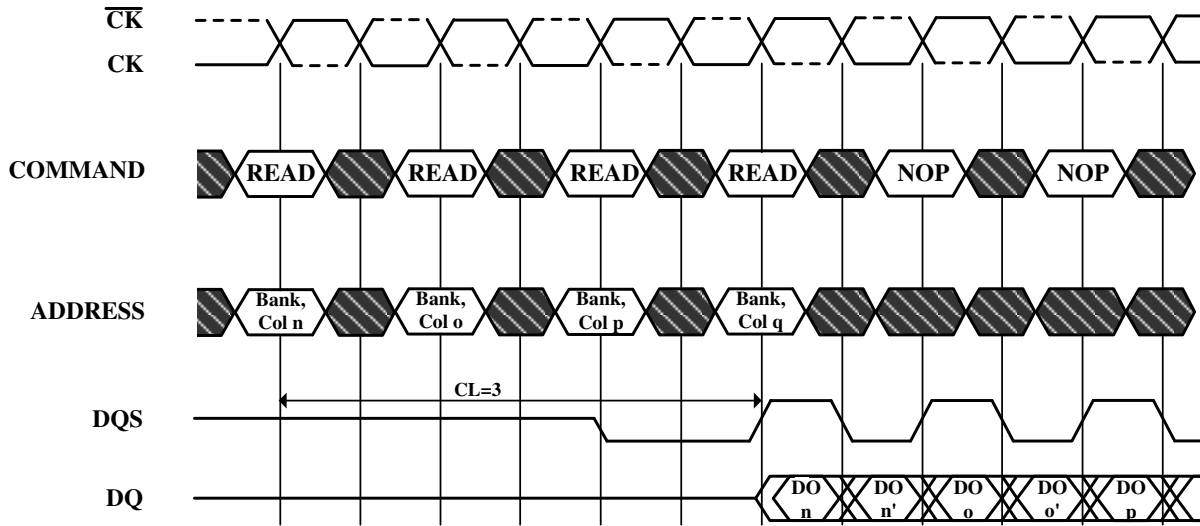 CK
CK
COMMAND
READ READ READ READ NOP NOP
ADDRESS
Bank, Bank, Bank, Bank,
Col n Col o Col p Col q
CL=3
DQS
DQ
DO DO DO DO DO
n n' o o' p